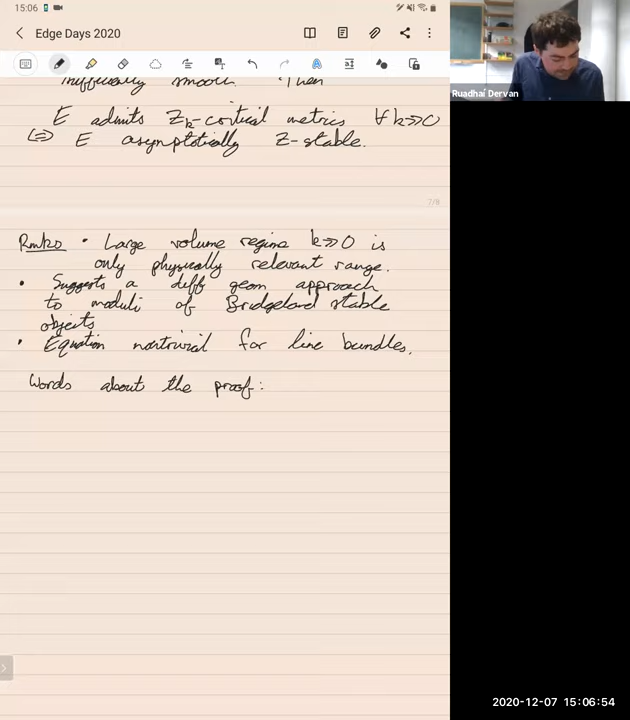 15:06
Edge Days 2020
sufficiently smooth. Then
E admits Z_k-critical metrics ∀ k≫0
⇔ E asymptotically Z-stable.
7/8
Rmks • Large volume regime k≫0 is
only physically relevant range.
• Suggests a diff geom approach
to moduli of Bridgeland stable
objects
• Equation nontrivial for line bundles.
Words about the proof:
Ruadhaí Dervan
2020-12-07 15:06:54